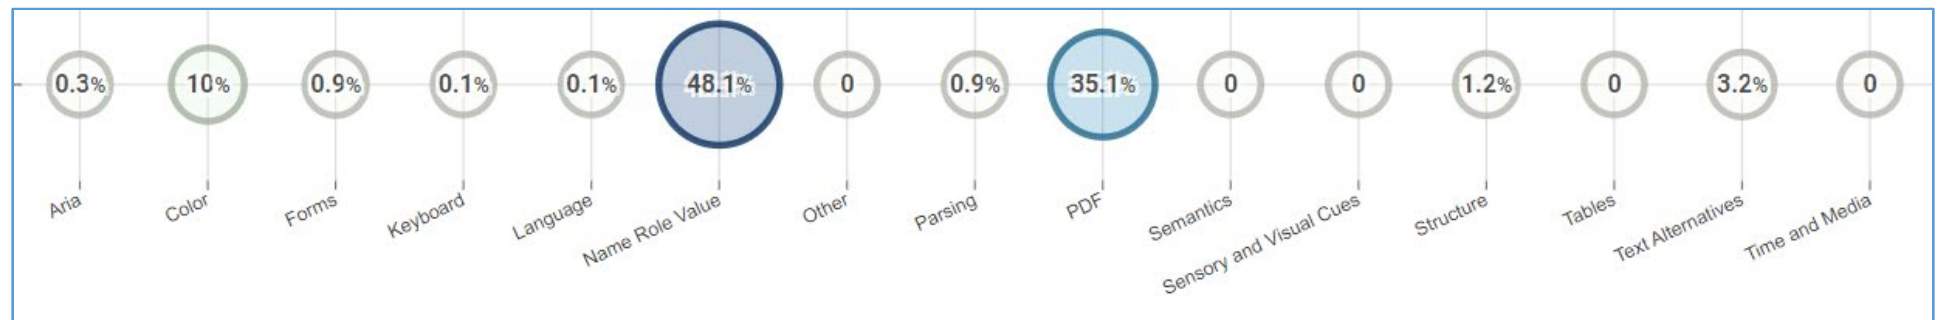 0.3% 10% 0.9% 0.1% 0.1% 48.1% 0 0.9% 35.1% 0 0 1.2% 0 3.2% 0
Aria
Color
Forms
Keyboard
Language
Name Role Value
Other
Parsing
PDF
Semantics
Sensory and Visual Cues
Structure
Tables
Text Alternatives
Time and Media